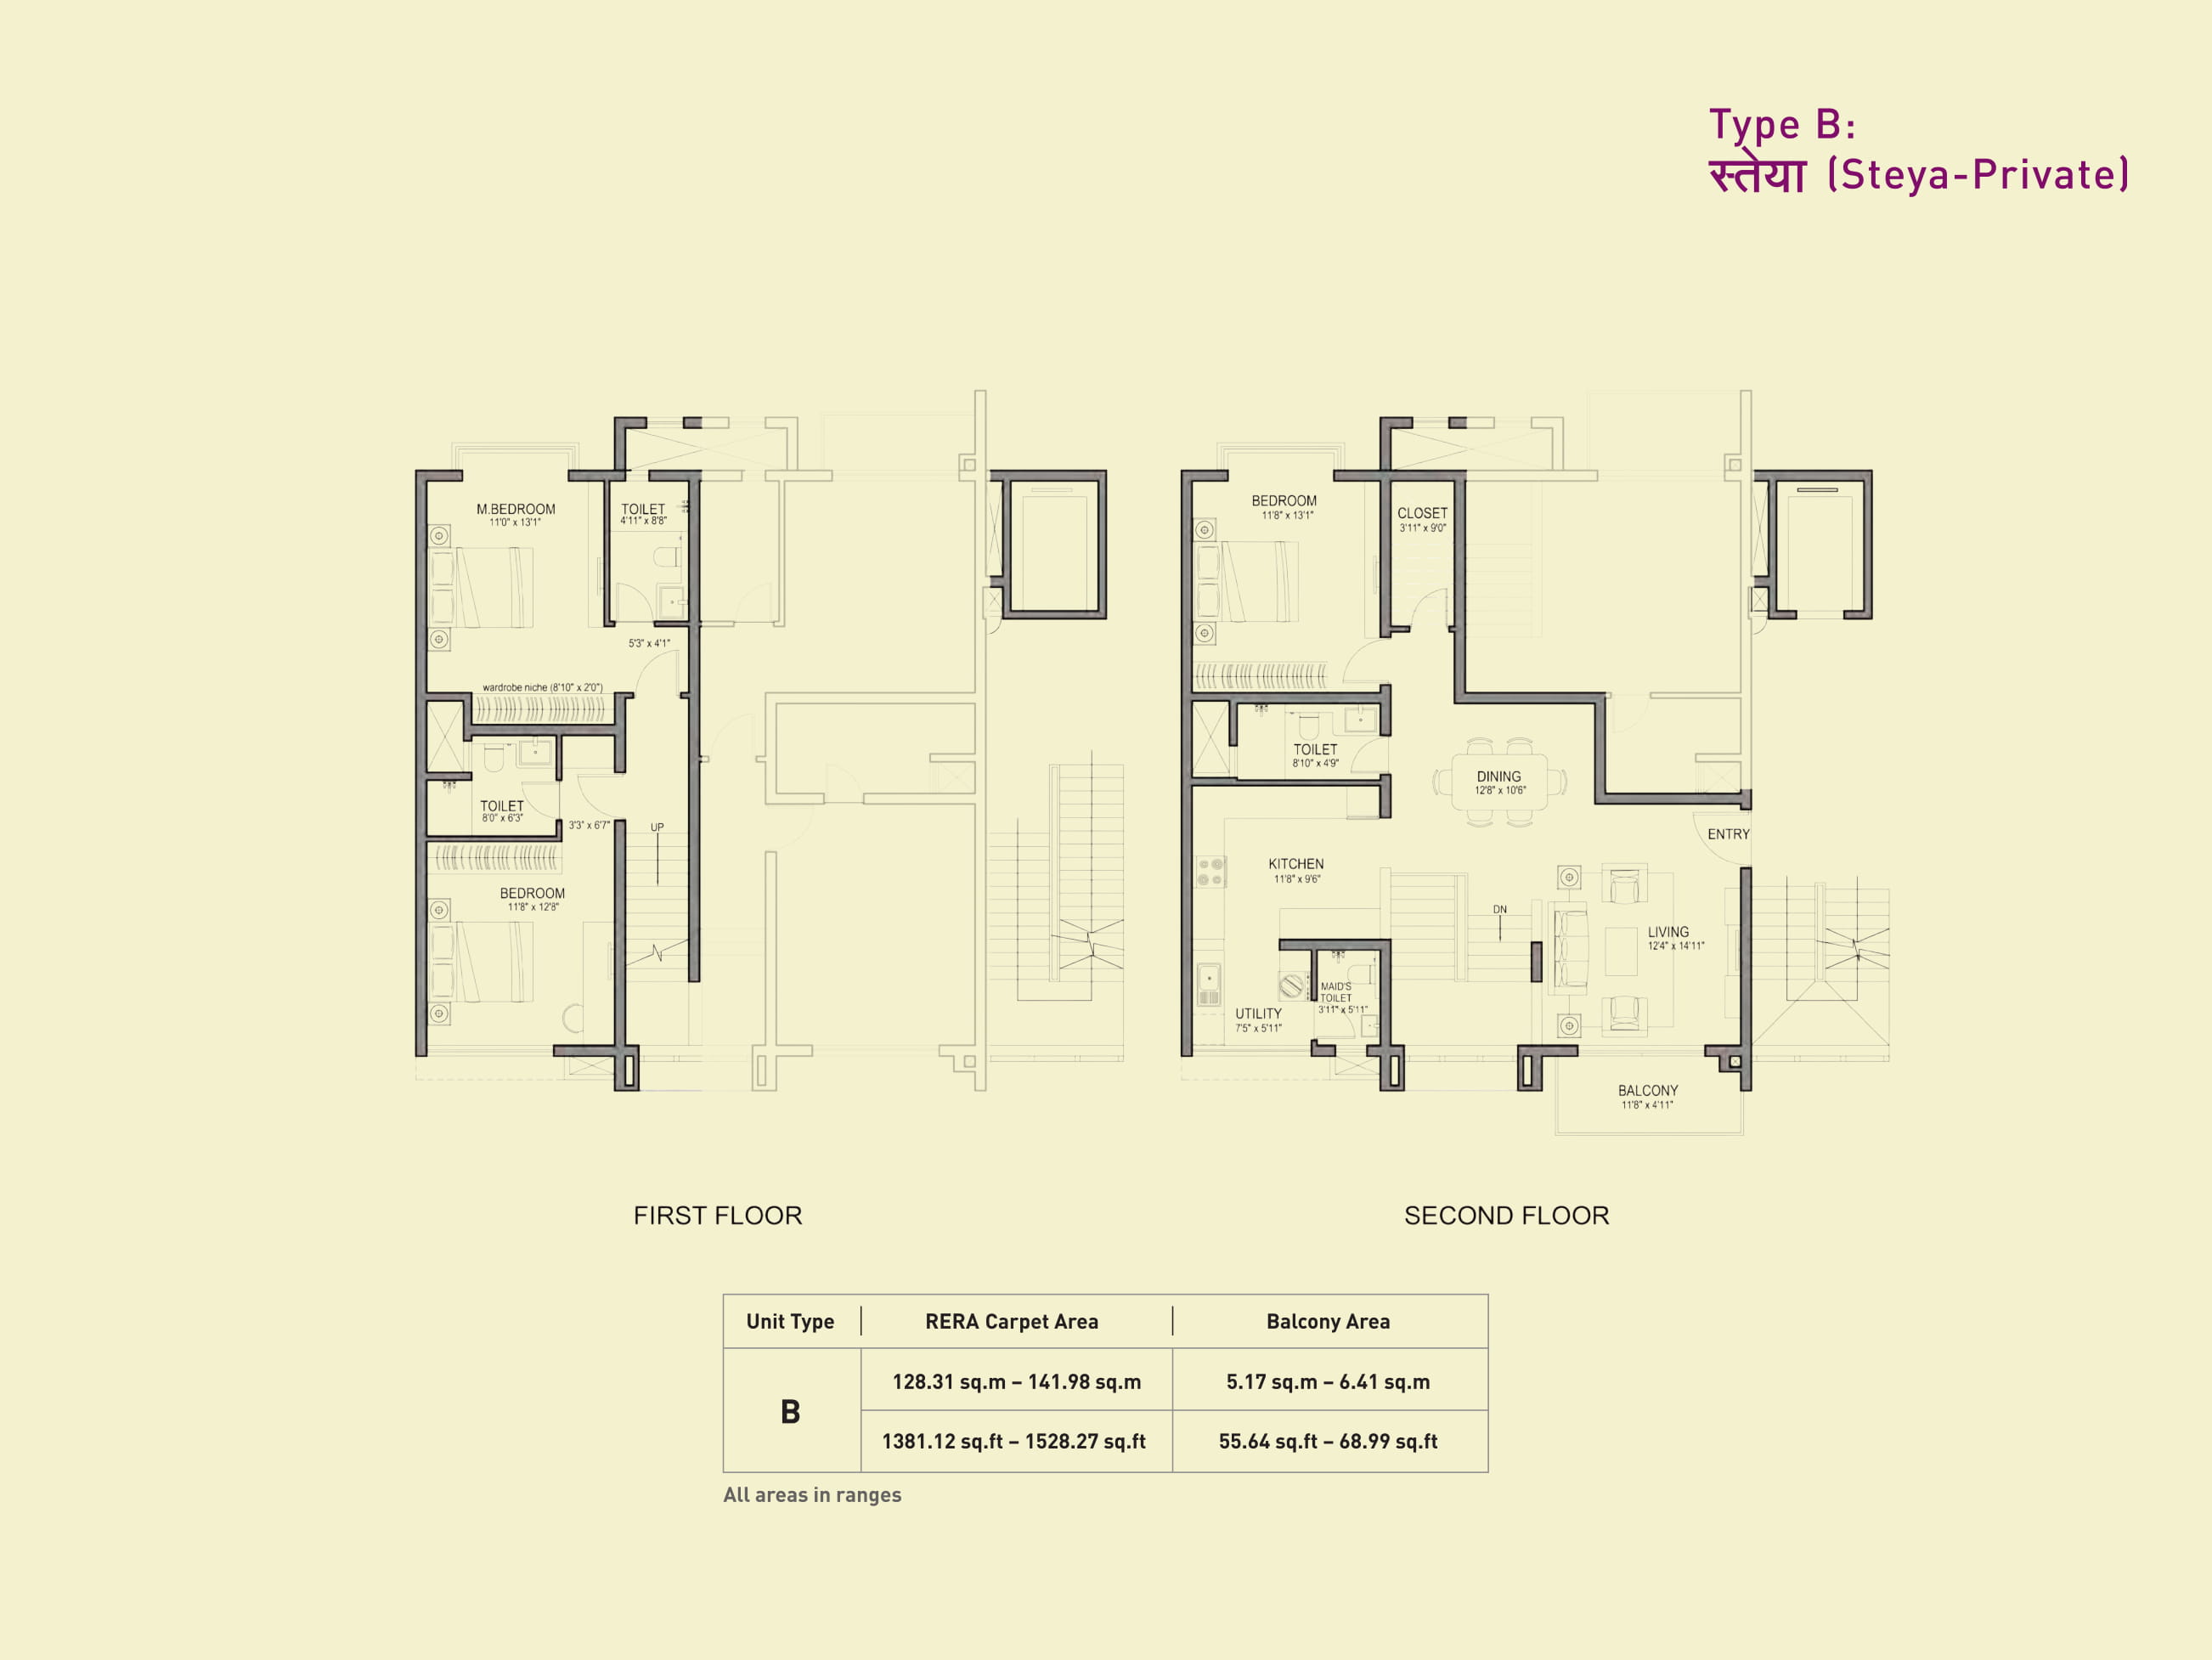 Type B:
स्तेया (Steya-Private)
M.BEDROOM
11'0" x 13'1"
TOILET
4'11" x 8'8"
5'3" x 4'1"
wardrobe niche (8'10" x 2'0")
TOILET
8'0" x 6'3"
3'3" x 6'7"
UP
BEDROOM
11'8" x 12'8"
FIRST FLOOR
BEDROOM
11'8" x 13'1"
CLOSET
3'11" x 9'0"
TOILET
8'10" x 4'9"
DINING
12'8" x 10'6"
ENTRY
KITCHEN
11'8" x 9'6"
DN
LIVING
12'4" x 14'11"
MAID'S
TOILET
3'11" x 5'11"
UTILITY
7'5" x 5'11"
BALCONY
11'8" x 4'11"
SECOND FLOOR
Unit Type RERA Carpet Area Balcony Area
B
128.31 sq.m – 141.98 sq.m 5.17 sq.m – 6.41 sq.m
1381.12 sq.ft – 1528.27 sq.ft 55.64 sq.ft – 68.99 sq.ft
All areas in ranges